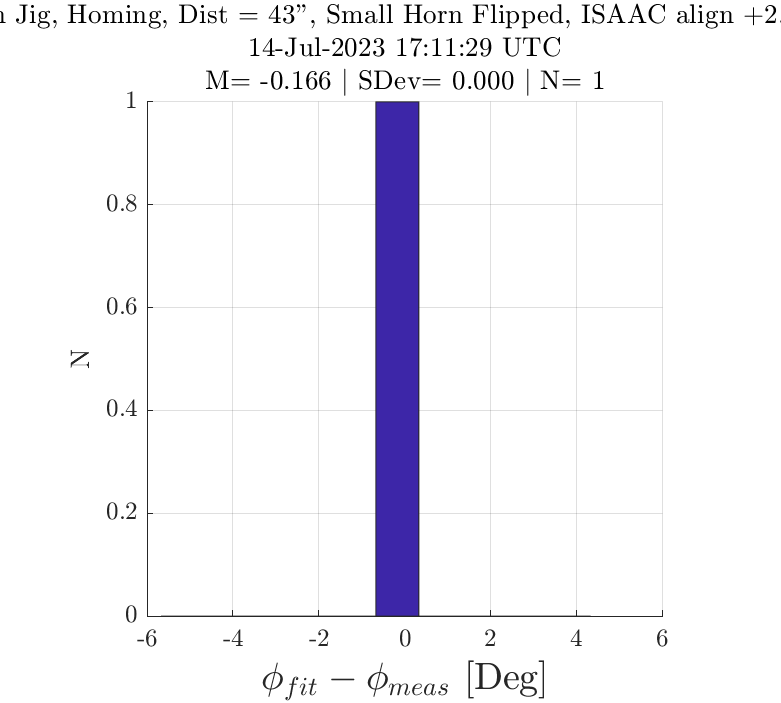 Jig, Homing, Dist = 43”, Small Horn Flipped, ISAAC align +2.
14-Jul-2023 17:11:29 UTC
M= -0.166 | SDev= 0.000 | N= 1
1
0.8
0.6
0.4
0.2
0
N
-6 -4 -2 0 2 4 6
ϕ_fit − ϕ_meas [Deg]